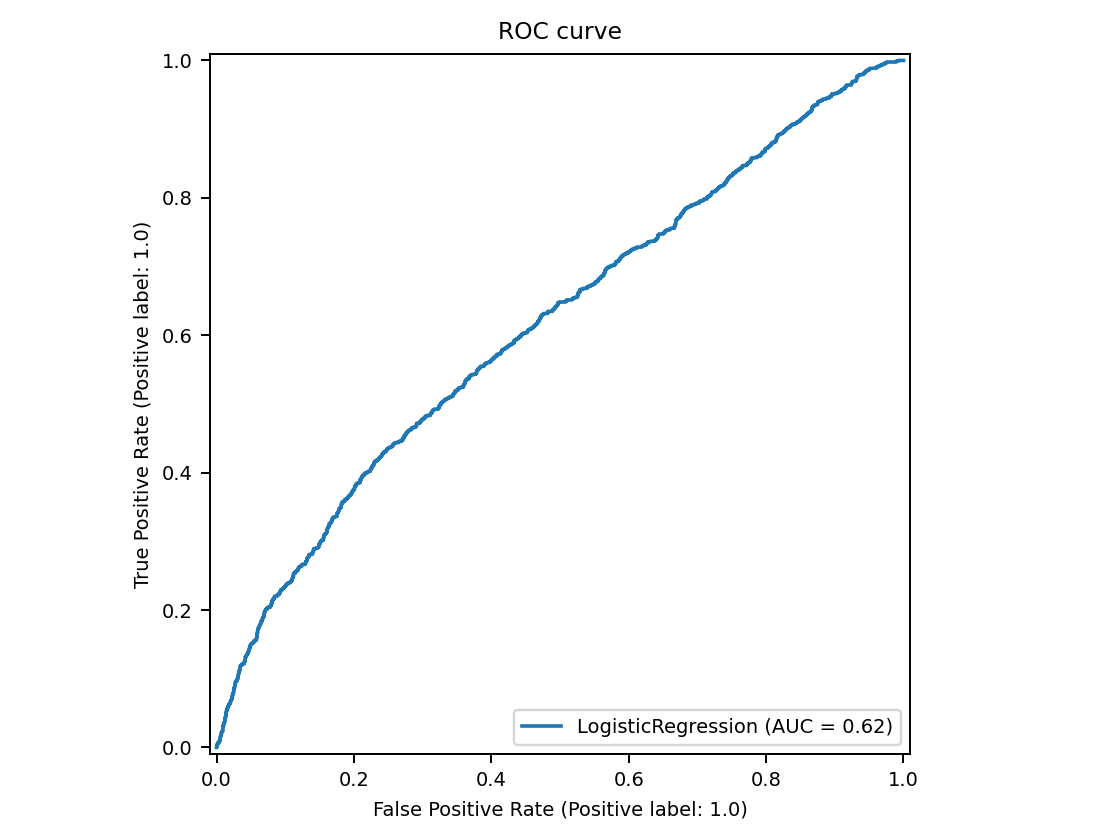 ROC curve
1.0
0.8
0.6
0.4
0.2
0.0
True Positive Rate (Positive label: 1.0)
LogisticRegression (AUC = 0.62)
0.0 0.2 0.4 0.6 0.8 1.0
False Positive Rate (Positive label: 1.0)